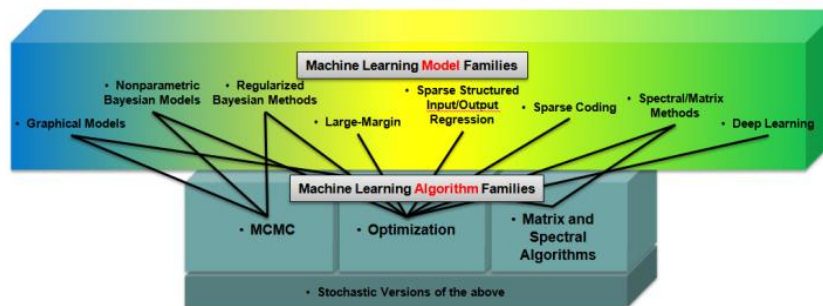 Machine Learning Model Families
• Nonparametric
Bayesian Models
• Regularized
Bayesian Methods
• Sparse Structured
Input/Output
Regression
• Spectral/Matrix
Methods
• Graphical Models
• Large-Margin
• Sparse Coding
• Deep Learning
Machine Learning Algorithm Families
• MCMC
• Optimization
• Matrix and
Spectral
Algorithms
• Stochastic Versions of the above